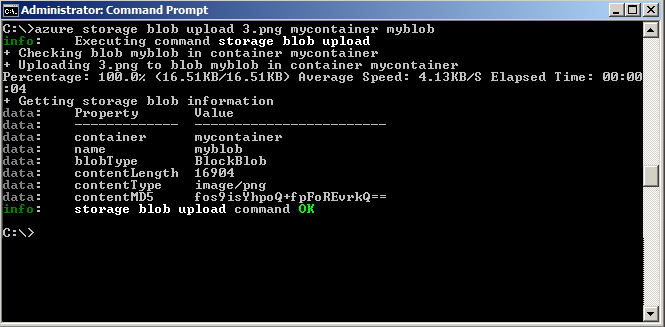 Administrator: Command Prompt
C:\>azure storage blob upload 3.png mycontainer myblob
info:    Executing command storage blob upload
+ Checking blob myblob in container mycontainer
+ Uploading 3.png to blob myblob in container mycontainer
Percentage: 100.0% (16.51KB/16.51KB) Average Speed: 4.13KB/S Elapsed Time: 00:00
:04
+ Getting storage blob information
data:    Property       Value
data:    -------------  ------------------------
data:    container      mycontainer
data:    name           myblob
data:    blobType       BlockBlob
data:    contentLength  16904
data:    contentType    image/png
data:    contentMD5     fos9isYhpoQ+fpFoREvrkQ==
info:    storage blob upload command OK
C:\>